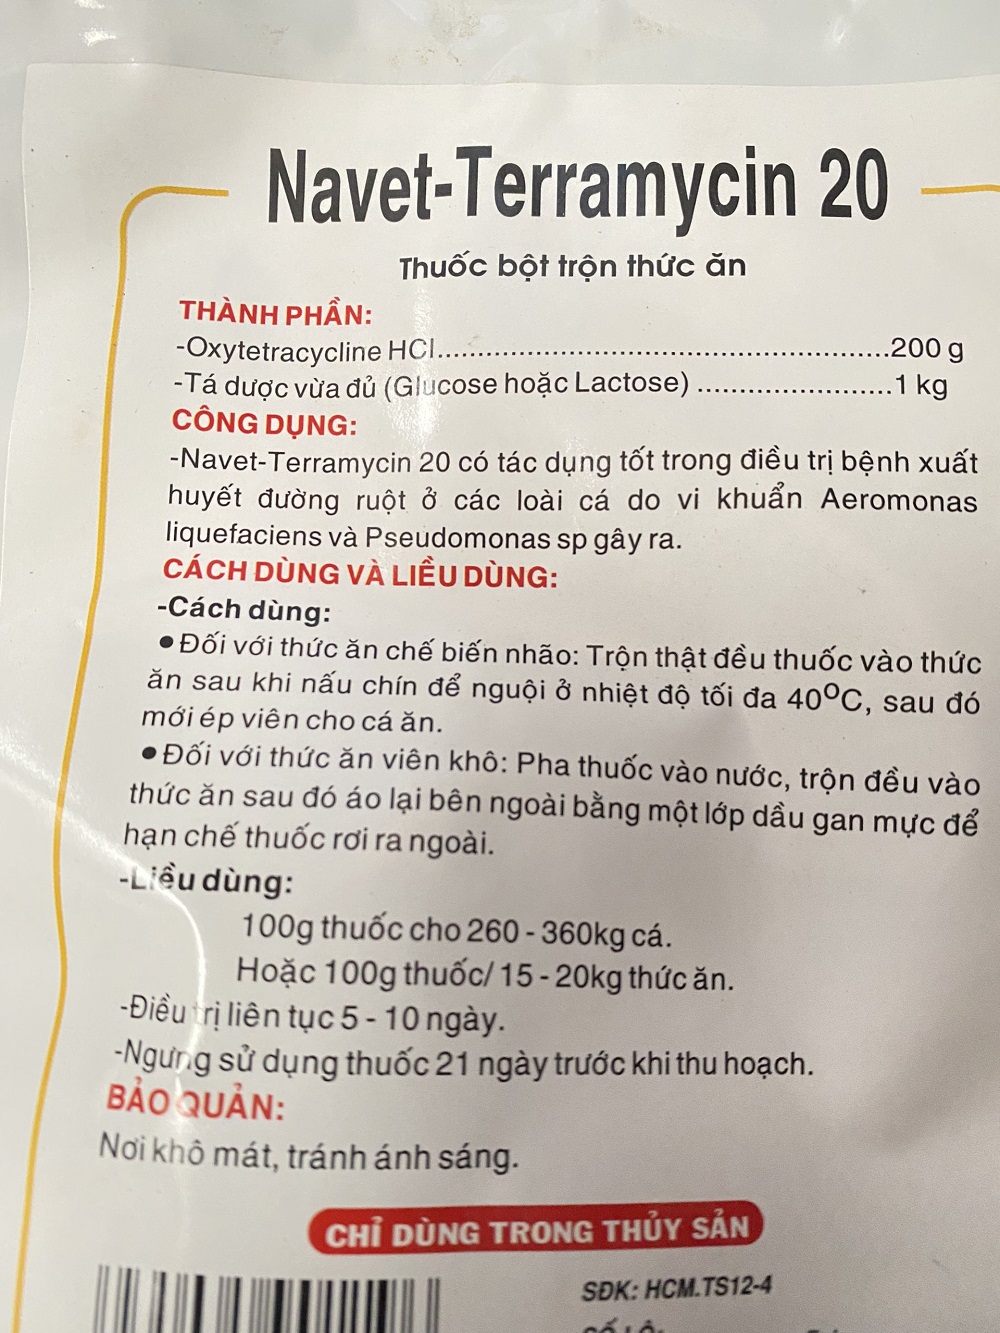 Navet-Terramycin 20
Thuốc bột trộn thức ăn
THÀNH PHẦN:
-Oxytetracycline HCl....................................................200 g
-Tá dược vừa đủ (Glucose hoặc Lactose) ......................1 kg
CÔNG DỤNG:
-Navet-Terramycin 20 có tác dụng tốt trong điều trị bệnh xuất
huyết đường ruột ở các loài cá do vi khuẩn Aeromonas
liquefaciens và Pseudomonas sp gây ra.
CÁCH DÙNG VÀ LIỀU DÙNG:
-Cách dùng:
●Đối với thức ăn chế biến nhão: Trộn thật đều thuốc vào thức
ăn sau khi nấu chín để nguội ở nhiệt độ tối đa 40°C, sau đó
mới ép viên cho cá ăn.
●Đối với thức ăn viên khô: Pha thuốc vào nước, trộn đều vào
thức ăn sau đó áo lại bên ngoài bằng một lớp dầu gan mực để
hạn chế thuốc rơi ra ngoài.
-Liều dùng:
100g thuốc cho 260 - 360kg cá.
Hoặc 100g thuốc/ 15 - 20kg thức ăn.
-Điều trị liên tục 5 - 10 ngày.
-Ngưng sử dụng thuốc 21 ngày trước khi thu hoạch.
BẢO QUẢN:
Nơi khô mát, tránh ánh sáng.
CHỈ DÙNG TRONG THỦY SẢN
SĐK: HCM.TS12-4